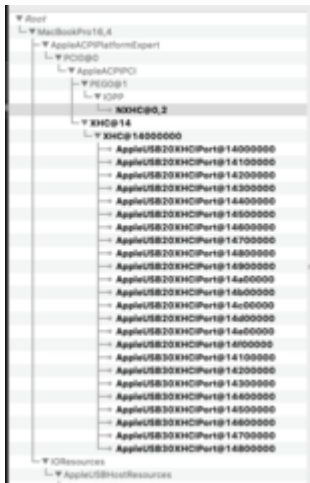 Root
MacBookPro16,4
AppleACPIPlatformExpert
PCI0@0
AppleACPIPCI
PEG0@1
IOPP
NXHC@0,2
XHC@14
XHC@14000000
AppleUSB20XHCIPort@14000000
AppleUSB20XHCIPort@14100000
AppleUSB20XHCIPort@14200000
AppleUSB20XHCIPort@14300000
AppleUSB20XHCIPort@14400000
AppleUSB20XHCIPort@14500000
AppleUSB20XHCIPort@14600000
AppleUSB20XHCIPort@14700000
AppleUSB20XHCIPort@14800000
AppleUSB20XHCIPort@14900000
AppleUSB20XHCIPort@14a00000
AppleUSB20XHCIPort@14b00000
AppleUSB20XHCIPort@14c00000
AppleUSB20XHCIPort@14d00000
AppleUSB20XHCIPort@14e00000
AppleUSB20XHCIPort@14f00000
AppleUSB30XHCIPort@14100000
AppleUSB30XHCIPort@14200000
AppleUSB30XHCIPort@14300000
AppleUSB30XHCIPort@14400000
AppleUSB30XHCIPort@14500000
AppleUSB30XHCIPort@14600000
AppleUSB30XHCIPort@14700000
AppleUSB30XHCIPort@14800000
IOResources
AppleUSBHostResources